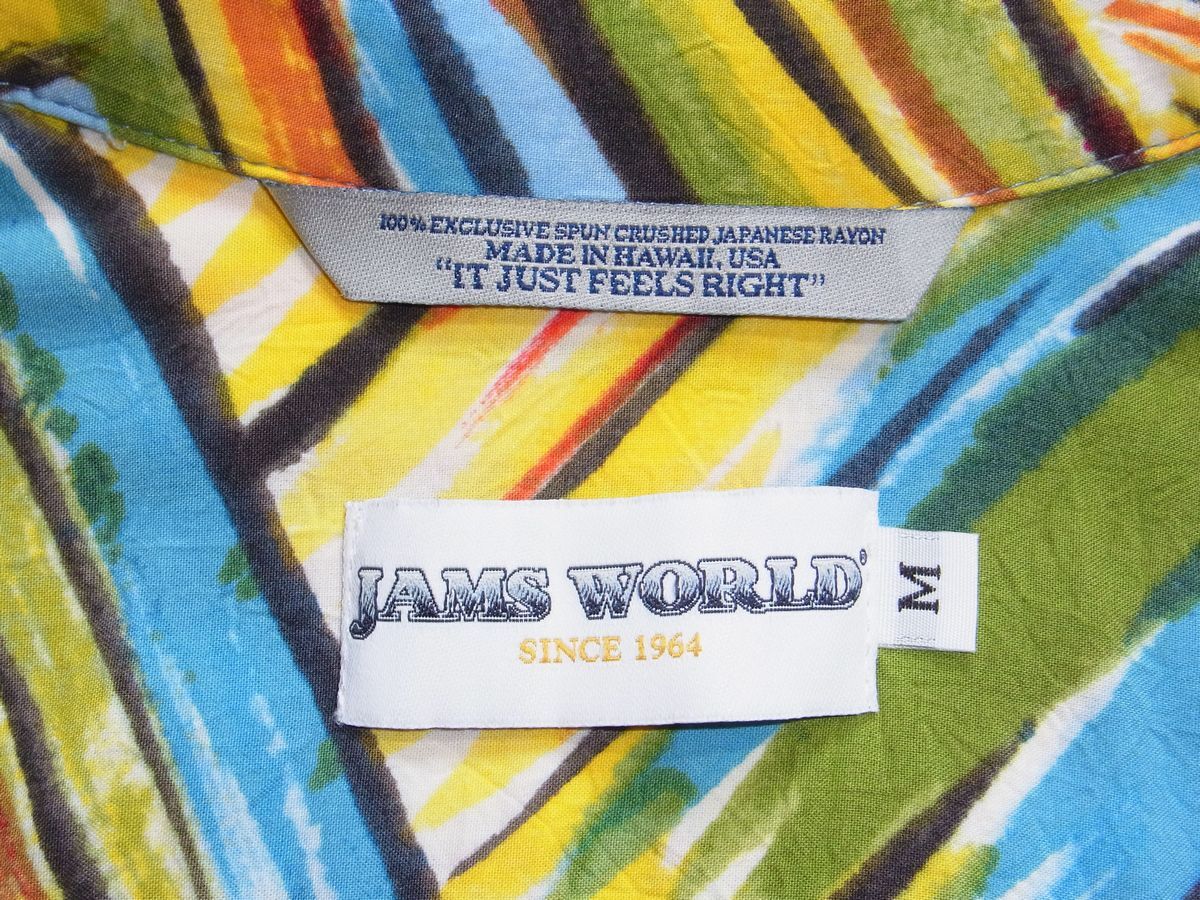 100% EXCLUSIVE SPUN CRUSHED JAPANESE RAYON
MADE IN HAWAII, USA
“IT JUST FEELS RIGHT”
JAMS WORLD®
SINCE 1964
M